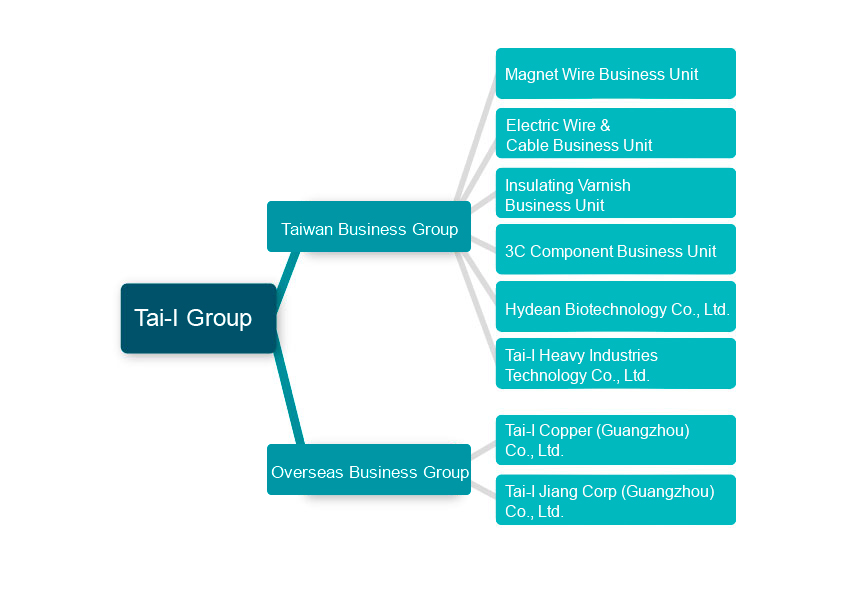 Tai-I Group
Taiwan Business Group
Magnet Wire Business Unit
Electric Wire &
Cable Business Unit
Insulating Varnish
Business Unit
3C Component Business Unit
Hydean Biotechnology Co., Ltd.
Tai-I Heavy Industries
Technology Co., Ltd.
Overseas Business Group
Tai-I Copper (Guangzhou)
Co., Ltd.
Tai-I Jiang Corp (Guangzhou)
Co., Ltd.